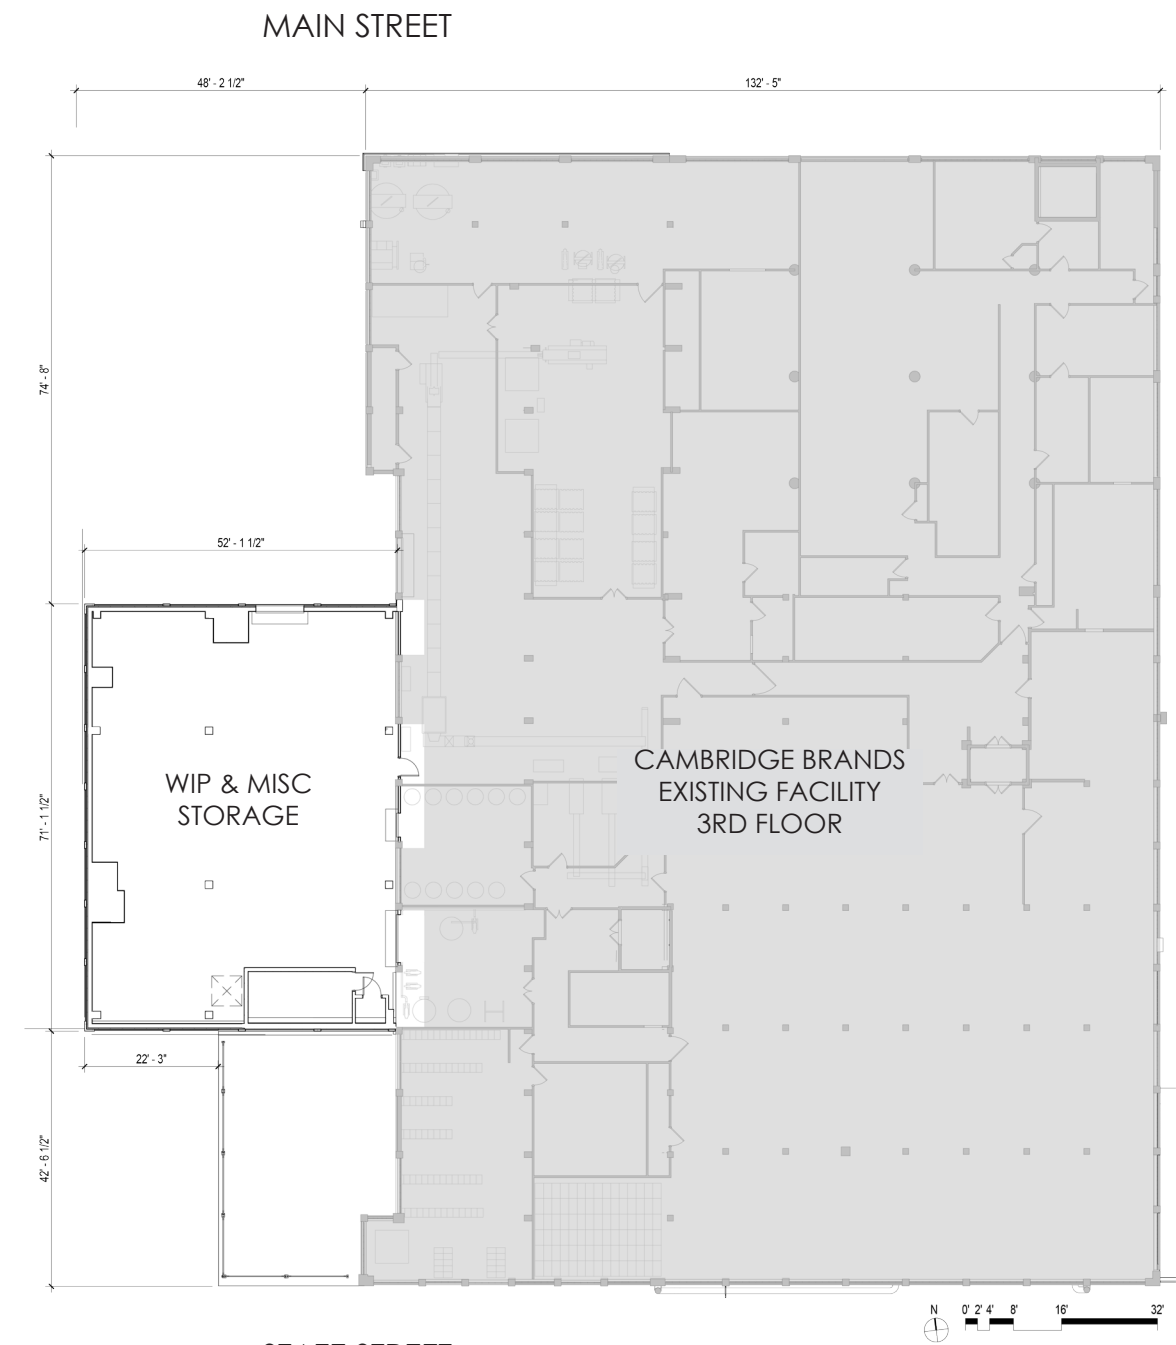 MAIN STREET
48' - 2 1/2"
132' - 5"
74' - 8"
52' - 1 1/2"
WIP & MISC
STORAGE
CAMBRIDGE BRANDS
EXISTING FACILITY
3RD FLOOR
71' - 1 1/2"
22' - 3"
42' - 6 1/2"
N
0' 2' 4' 8' 16' 32'